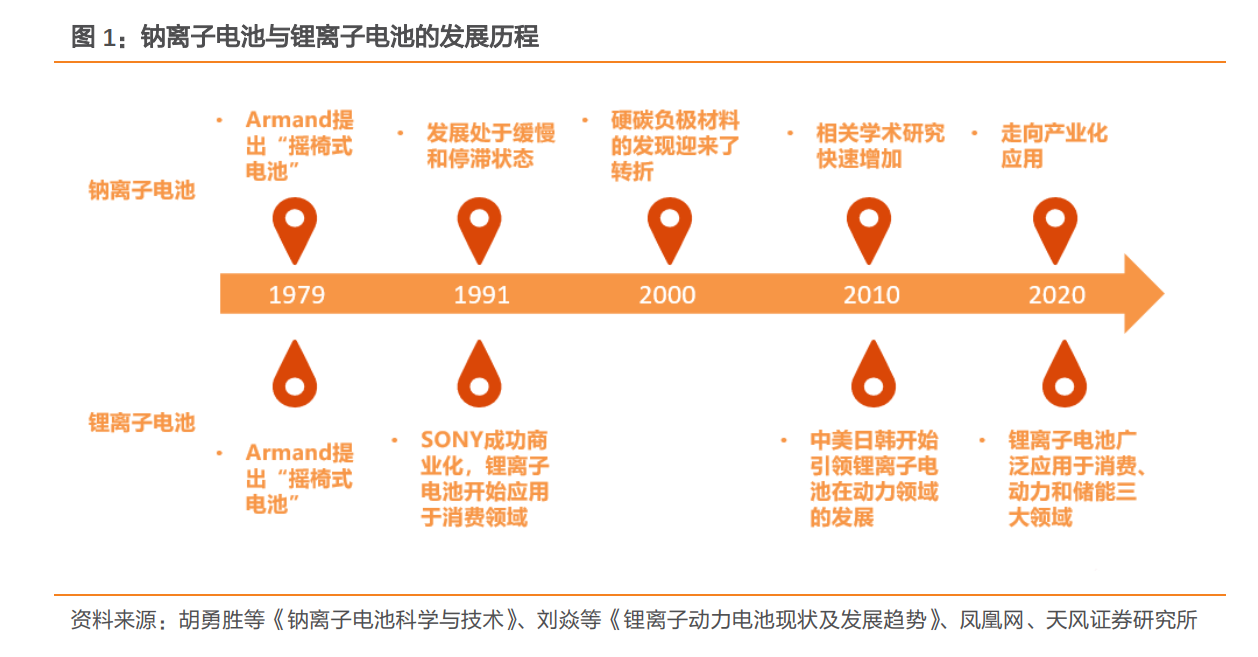 图 1：钠离子电池与锂离子电池的发展历程
钠离子电池
• Armand提
出“摇椅式
电池”
• 发展处于缓慢
和停滞状态
• 硬碳负极材料
的发现迎来了
转折
• 相关学术研究
快速增加
• 走向产业化
应用
1979
1991
2000
2010
2020
锂离子电池
• Armand提
出“摇椅式
电池”
• SONY成功商
业化，锂离子
电池开始应用
于消费领域
• 中美日韩开始
引领锂离子电
池在动力领域
的发展
• 锂离子电池广
泛应用于消费、
动力和储能三
大领域
资料来源：胡勇胜等《钠离子电池科学与技术》、刘焱等《锂离子动力电池现状及发展趋势》、凤凰网、天风证券研究所